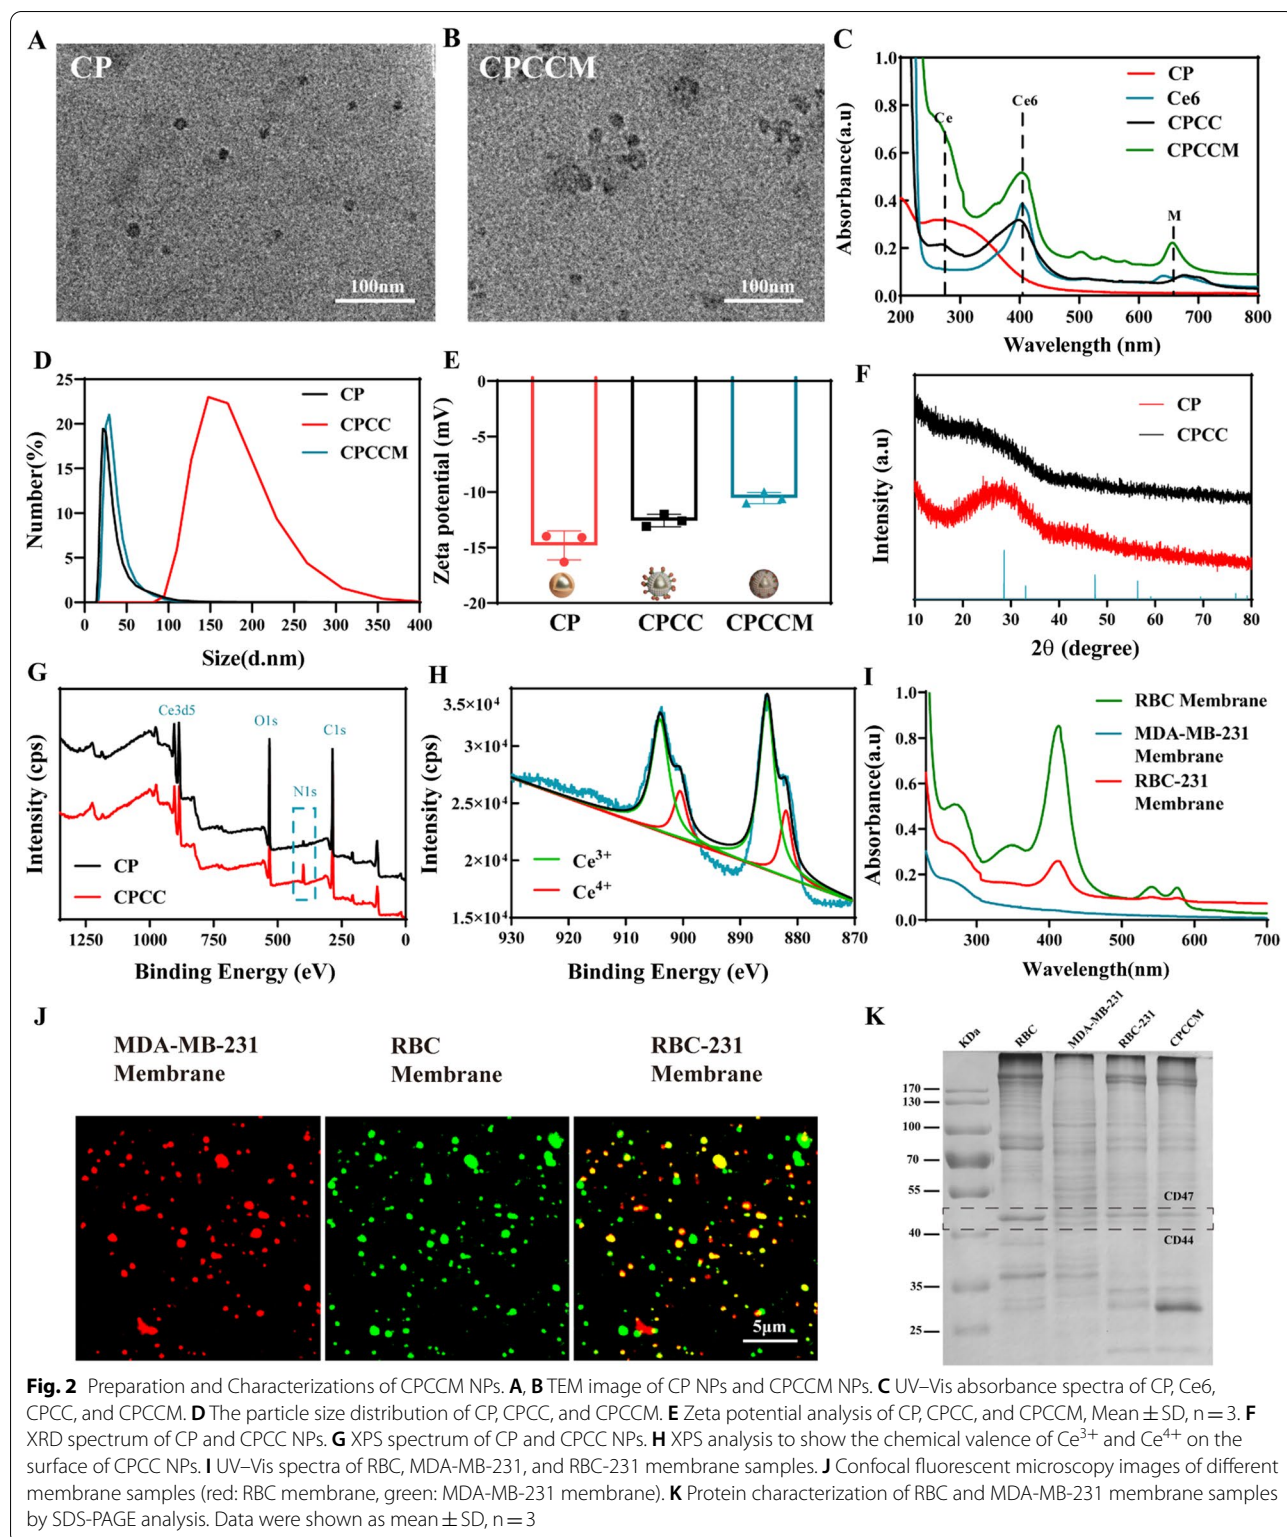 A
CP
100nm
B
CPCCM
100nm
C
Absorbance(a.u)
1.0
0.8
0.6
0.4
0.2
0.0
Ce
Ce6
M
CP
Ce6
CPCC
CPCCM
200 300 400 500 600 700 800
Wavelength (nm)
D
Number(%)
25
20
15
10
5
0
CP
CPCC
CPCCM
0 50 100 150 200 250 300 350 400
Size(d.nm)
E
Zeta potential (mV)
0
-5
-10
-15
-20
CP CPCC CPCCM
F
Intensity (a.u)
CP
CPCC
10 20 30 40 50 60 70 80
2θ (degree)
G
Intensity (cps)
Ce3d5
O1s
C1s
N1s
CP
CPCC
1250 1000 750 500 250 0
Binding Energy (eV)
H
Intensity (cps)
3.5×10⁴
3×10⁴
2.5×10⁴
2×10⁴
1.5×10⁴
Ce³⁺
Ce⁴⁺
930 920 910 900 890 880 870
Binding Energy (eV)
I
Absorbance(a.u)
1.0
0.8
0.6
0.4
0.2
0.0
RBC Membrane
MDA-MB-231
Membrane
RBC-231
Membrane
300 400 500 600 700
Wavelength(nm)
J
MDA-MB-231
Membrane
RBC
Membrane
RBC-231
Membrane
5μm
K
KDa
RBC
MDA-MB-231
RBC-231
CPCCM
170
130
100
70
55
40
35
25
CD47
CD44
Fig. 2 Preparation and Characterizations of CPCCM NPs. A, B TEM image of CP NPs and CPCCM NPs. C UV–Vis absorbance spectra of CP, Ce6,
CPCC, and CPCCM. D The particle size distribution of CP, CPCC, and CPCCM. E Zeta potential analysis of CP, CPCC, and CPCCM, Mean ± SD, n = 3. F
XRD spectrum of CP and CPCC NPs. G XPS spectrum of CP and CPCC NPs. H XPS analysis to show the chemical valence of Ce³⁺ and Ce⁴⁺ on the
surface of CPCC NPs. I UV–Vis spectra of RBC, MDA-MB-231, and RBC-231 membrane samples. J Confocal fluorescent microscopy images of different
membrane samples (red: RBC membrane, green: MDA-MB-231 membrane). K Protein characterization of RBC and MDA-MB-231 membrane samples
by SDS-PAGE analysis. Data were shown as mean ± SD, n = 3